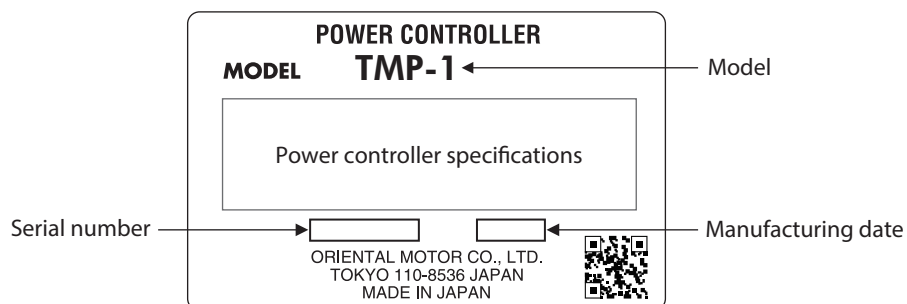 POWER CONTROLLER
MODEL TMP-1
Model
Power controller specifications
Serial number
Manufacturing date
ORIENTAL MOTOR CO., LTD.
TOKYO 110-8536 JAPAN
MADE IN JAPAN